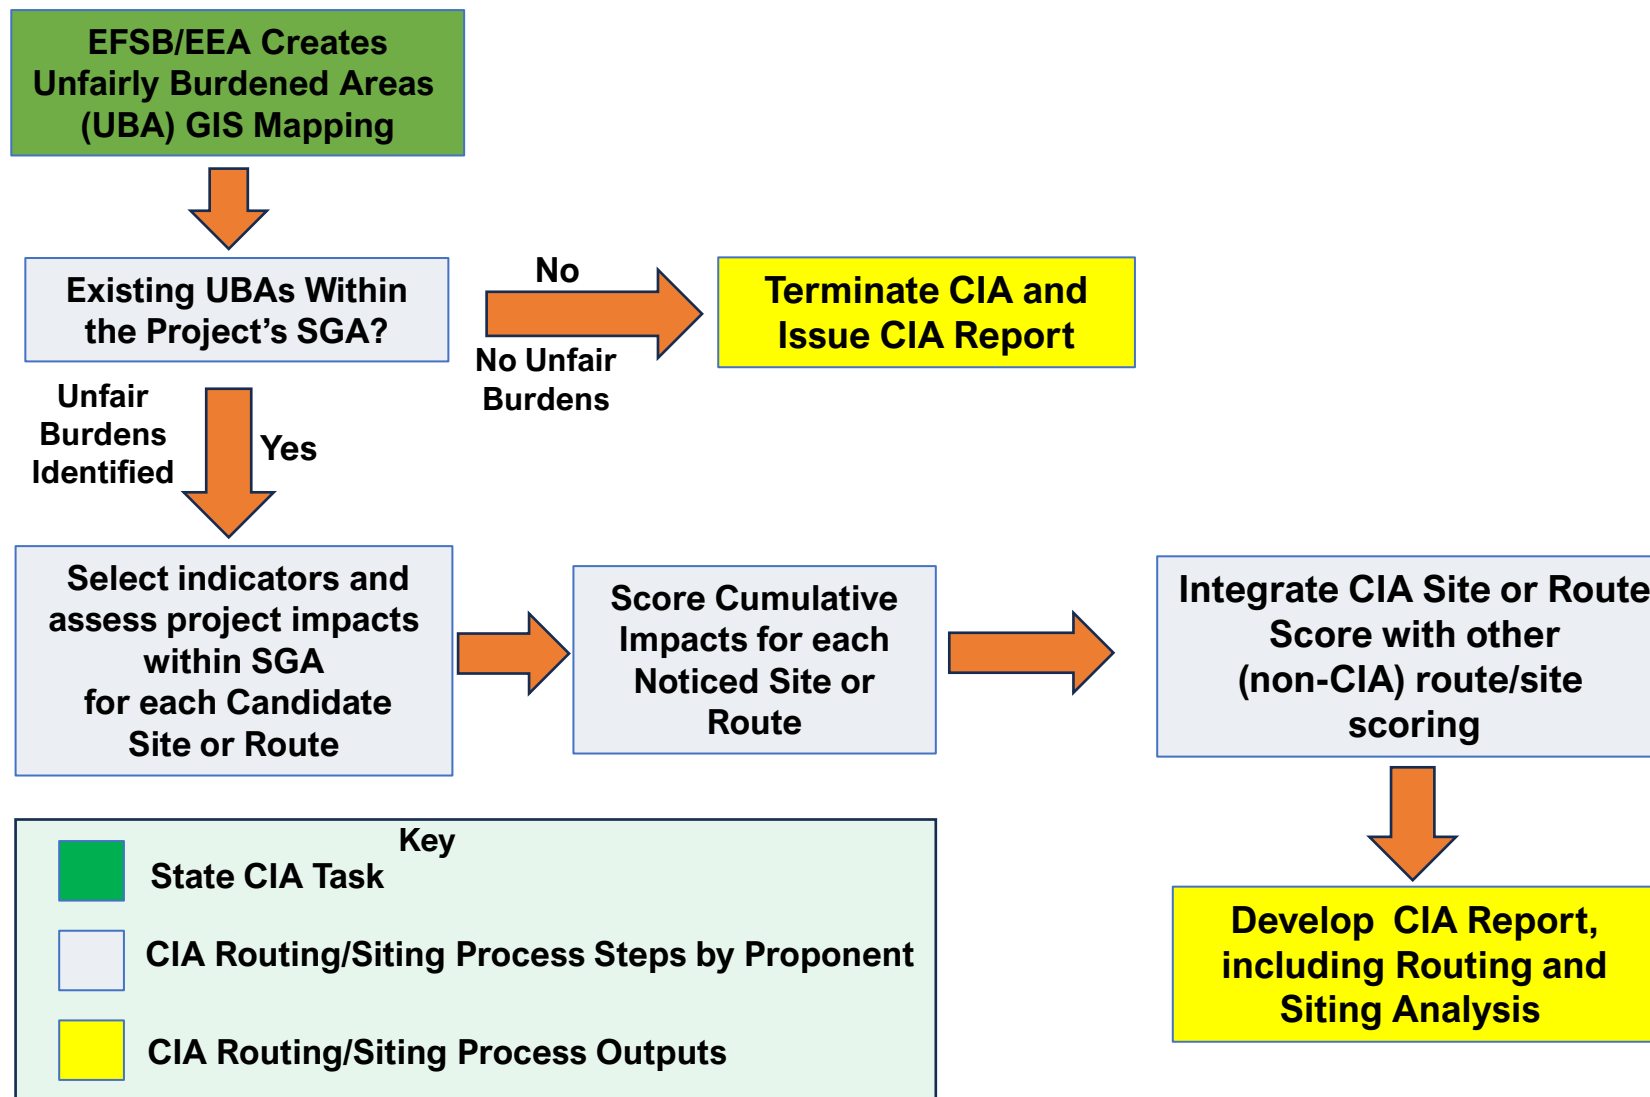 EFSB/EEA Creates
Unfairly Burdened Areas
(UBA) GIS Mapping
Existing UBAs Within
the Project’s SGA?
No
No Unfair
Burdens
Terminate CIA and
Issue CIA Report
Unfair
Burdens
Identified
Yes
Select indicators and
assess project impacts
within SGA
for each Candidate
Site or Route
Score Cumulative
Impacts for each
Noticed Site or
Route
Integrate CIA Site or Route
Score with other
(non-CIA) route/site
scoring
Develop CIA Report,
including Routing and
Siting Analysis
Key
State CIA Task
CIA Routing/Siting Process Steps by Proponent
CIA Routing/Siting Process Outputs